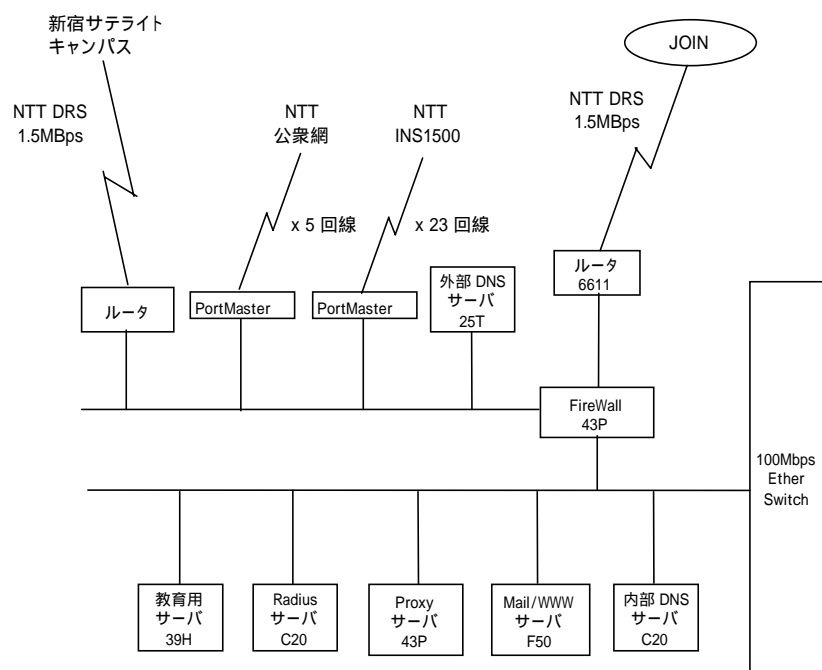 新宿サテライト
キャンパス
JOIN
NTT DRS
1.5MBps
NTT
公衆網
NTT
INS1500
NTT DRS
1.5MBps
x 5 回線
x 23 回線
ルータ
PortMaster
PortMaster
外部 DNS
サーバ
25T
ルータ
6611
FireWall
43P
100Mbps
Ether
Switch
教育用
サーバ
39H
Radius
サーバ
C20
Proxy
サーバ
43P
Mail/WWW
サーバ
F50
内部 DNS
サーバ
C20